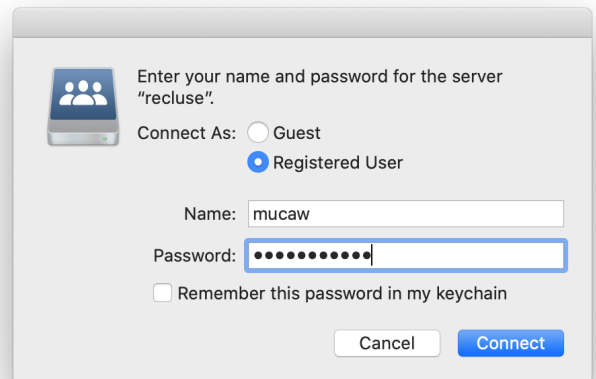 Enter your name and password for the server
“recluse”.
Connect As: Guest
Registered User
Name: mucaw
Password: •••••••••••
Remember this password in my keychain
Cancel Connect